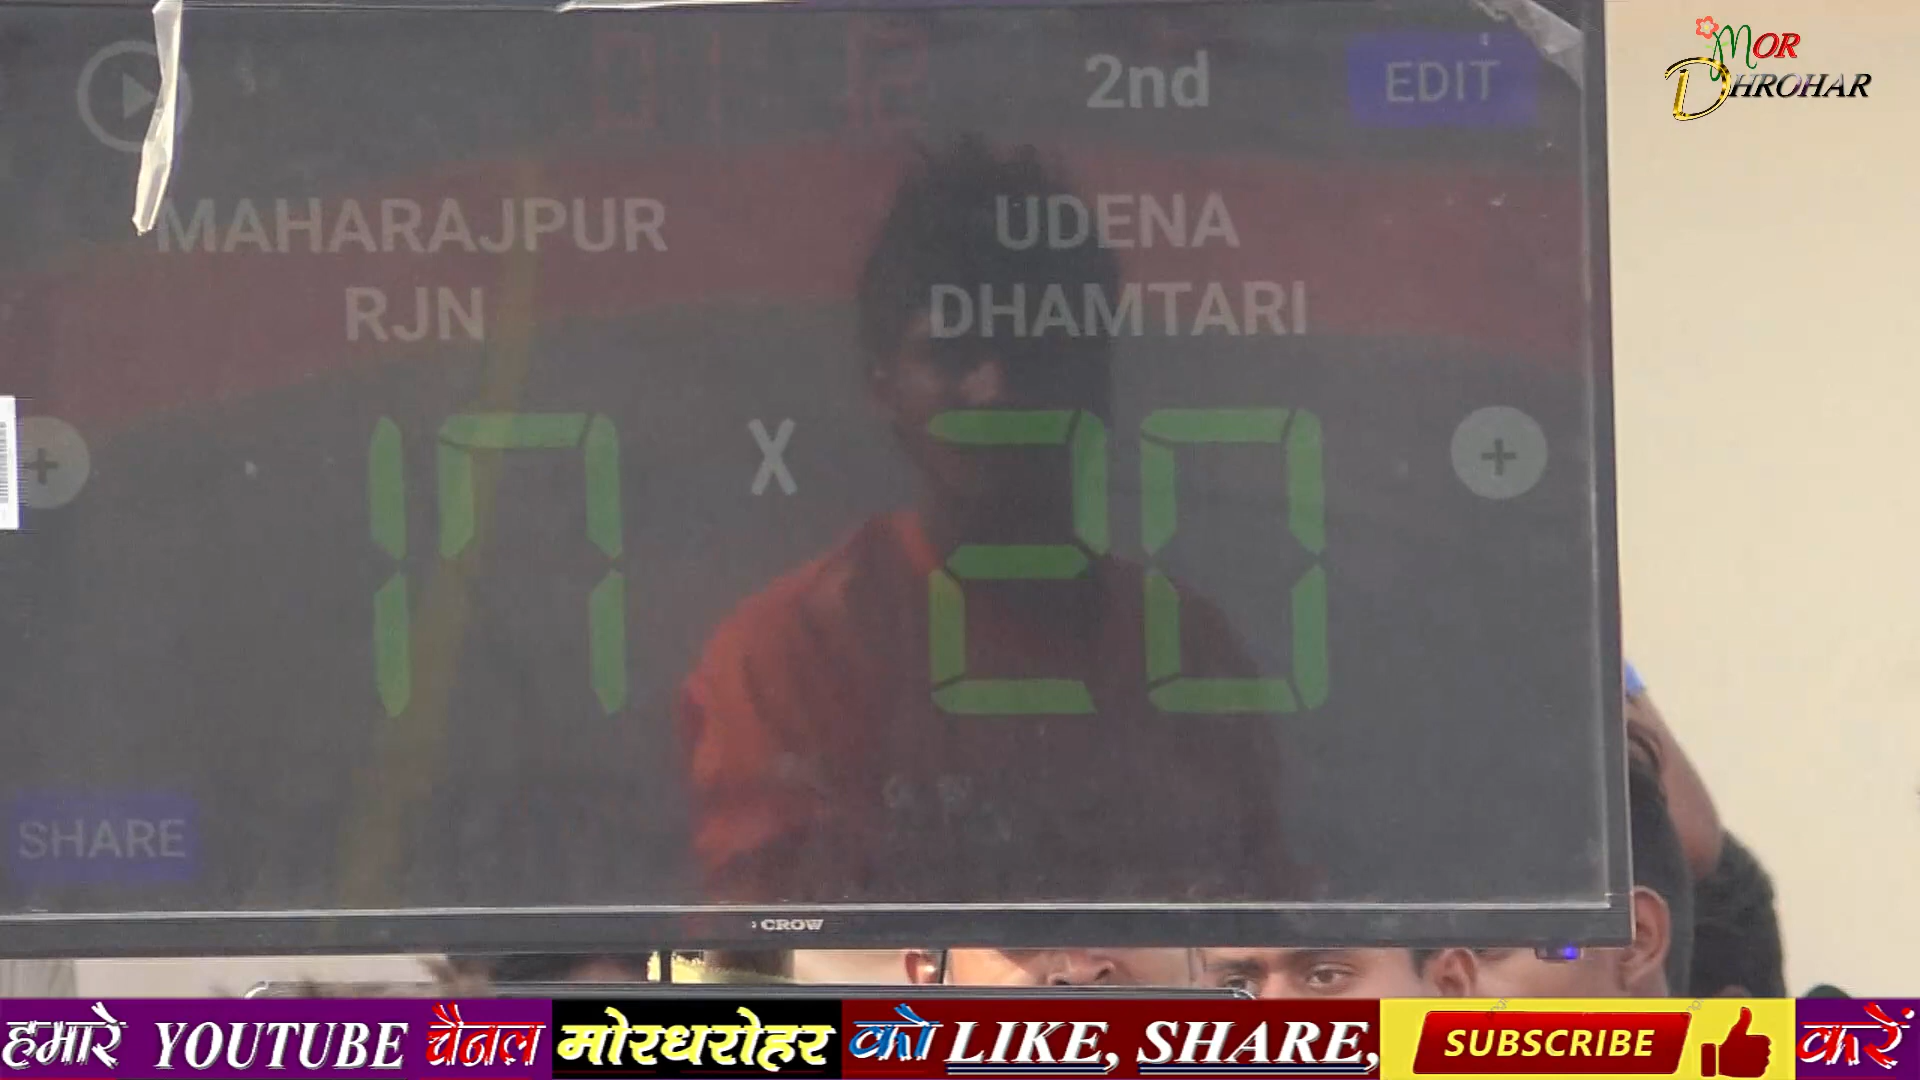 MOR
DHROHAR
2nd
EDIT
MAHARAJPUR
RJN
UDENA
DHAMTARI
17 X 20
+
+
SHARE
CROW
हमारे YOUTUBE चैनल मोरधरोहर को LIKE, SHARE, SUBSCRIBE करें